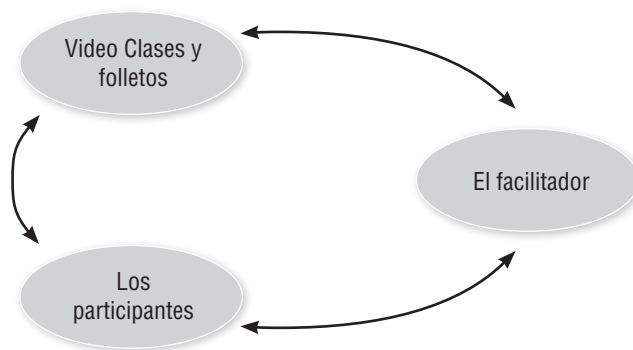 Video Clases y
folletos
El facilitador
Los
participantes